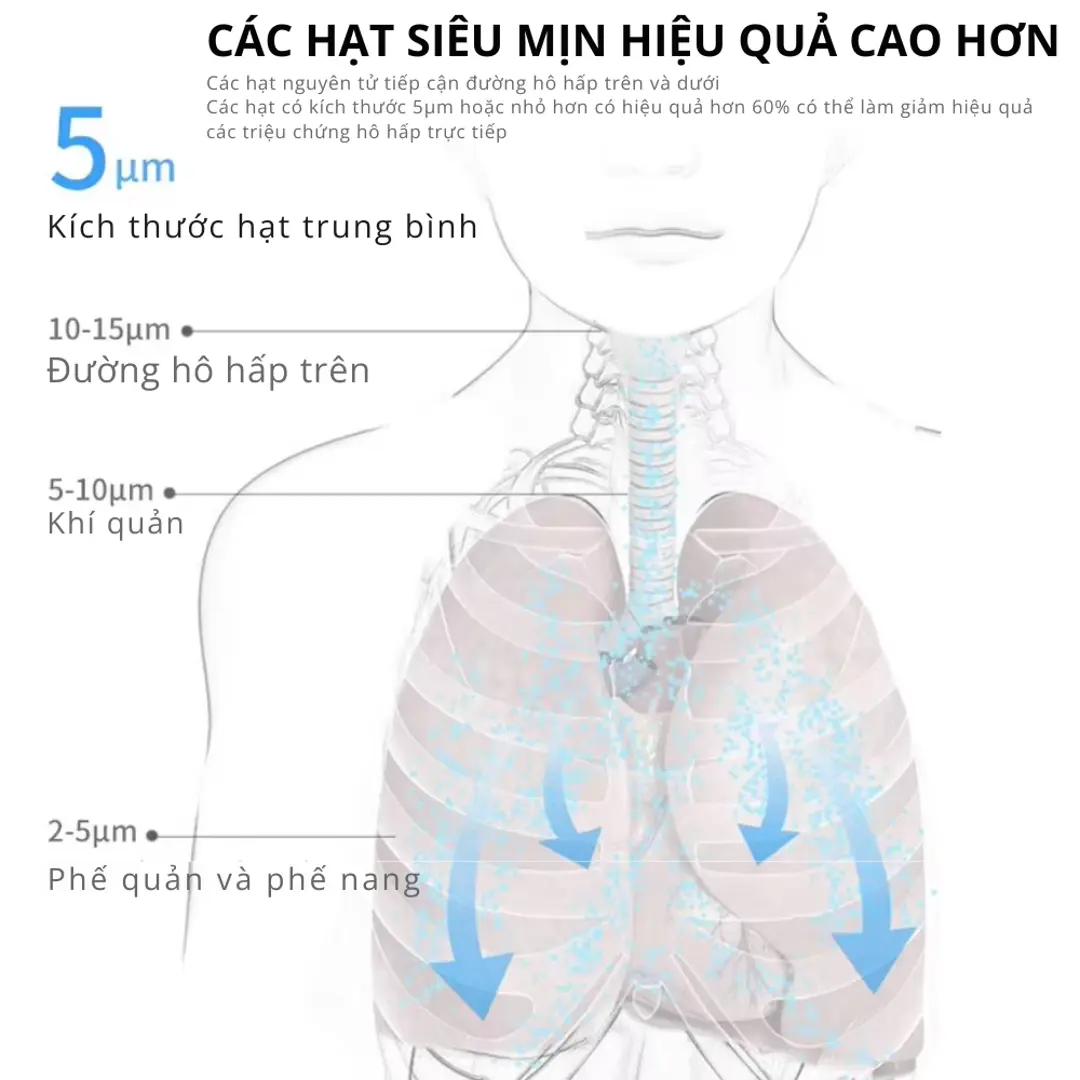 CÁC HẠT SIÊU MỊN HIỆU QUẢ CAO HƠN
Các hạt nguyên tử tiếp cận đường hô hấp trên và dưới
Các hạt có kích thước 5μm hoặc nhỏ hơn có hiệu quả hơn 60% có thể làm giảm hiệu quả
các triệu chứng hô hấp trực tiếp
5μm
Kích thước hạt trung bình
10-15μm
Đường hô hấp trên
5-10μm
Khí quản
2-5μm
Phế quản và phế nang